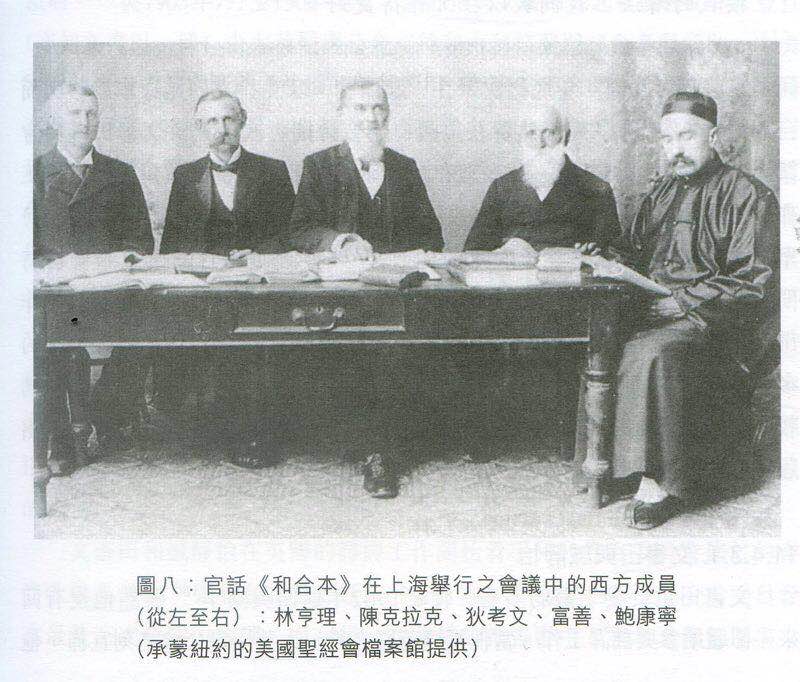 圖八：官話《和合本》在上海舉行之會議中的西方成員
（從左至右）：林亨理、陳克拉克、狄考文、富善、鮑康寧
（承蒙紐約的美國聖經會檔案館提供）